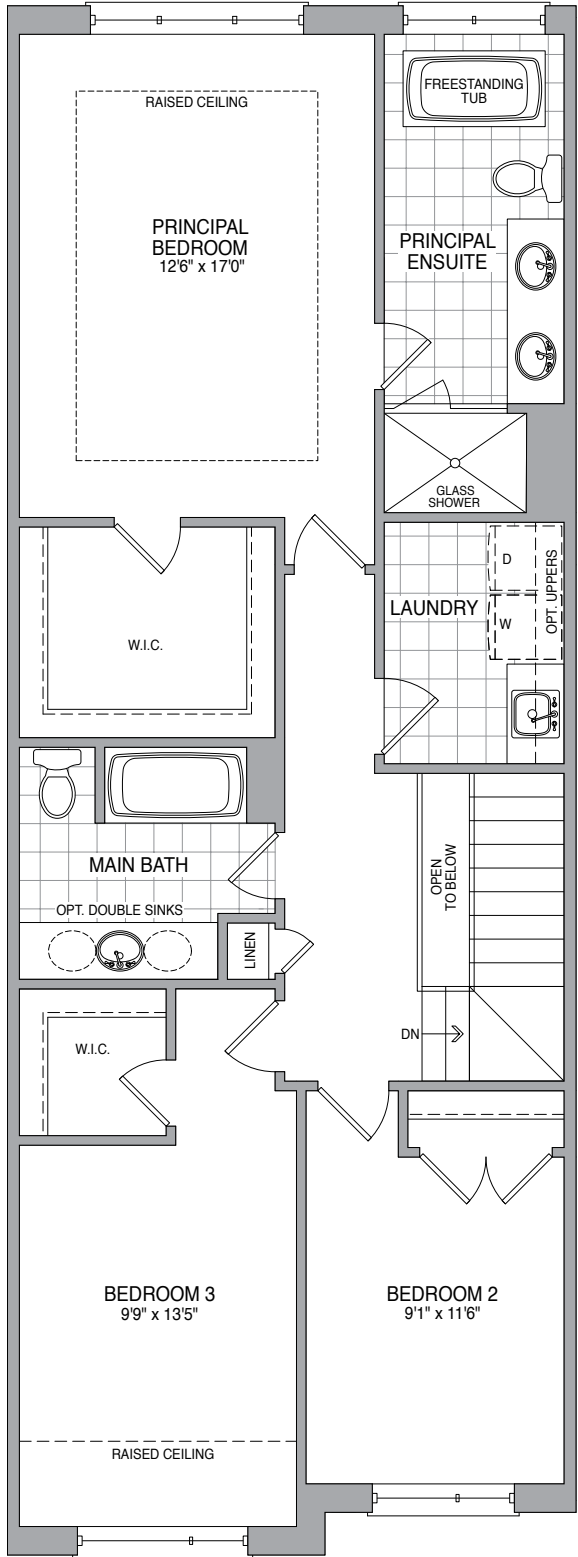 RAISED CEILING
FREESTANDING
TUB
PRINCIPAL
BEDROOM
12'6" x 17'0"
PRINCIPAL
ENSUITE
GLASS
SHOWER
D
W
OPT. UPPERS
LAUNDRY
W.I.C.
MAIN BATH
OPT. DOUBLE SINKS
LINEN
OPEN
TO BELOW
DN
W.I.C.
BEDROOM 3
9'9" x 13'5"
BEDROOM 2
9'1" x 11'6"
RAISED CEILING